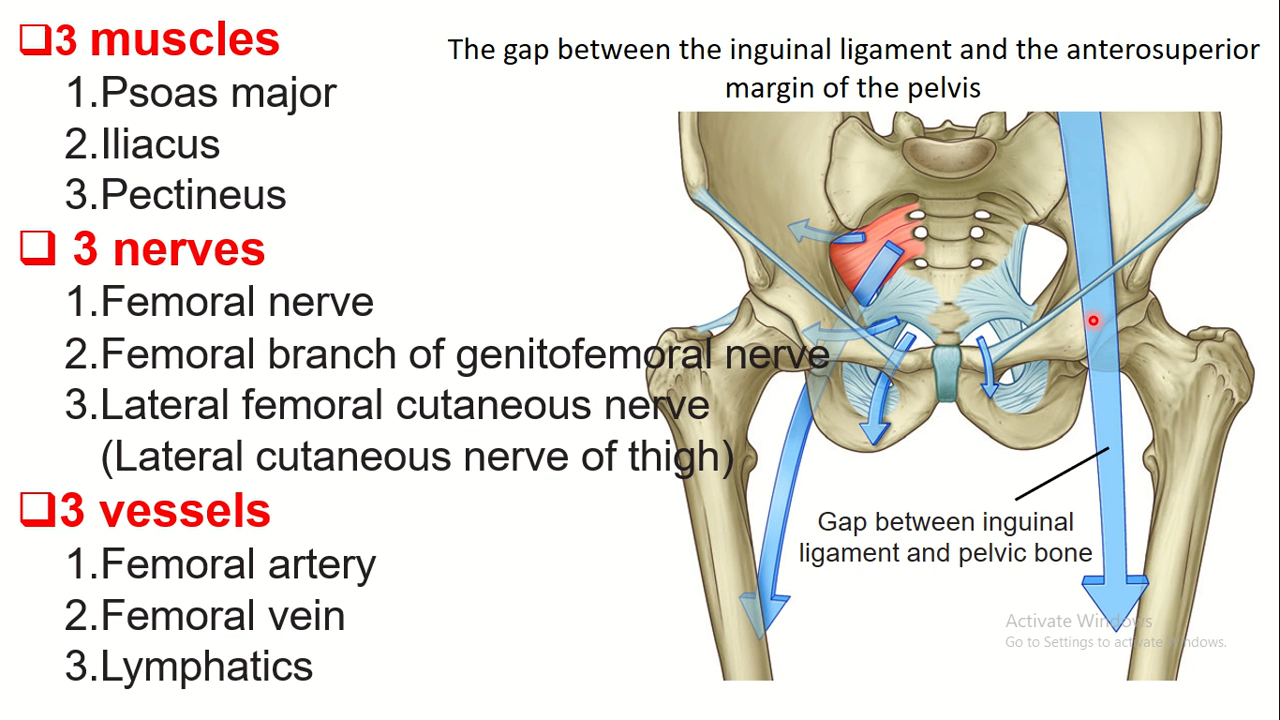 ❑3 muscles
1.Psoas major
2.Iliacus
3.Pectineus
❑ 3 nerves
1.Femoral nerve
2.Femoral branch of genitofemoral nerve
3.Lateral femoral cutaneous nerve
(Lateral cutaneous nerve of thigh)
❑3 vessels
1.Femoral artery
2.Femoral vein
3.Lymphatics
The gap between the inguinal ligament and the anterosuperior
margin of the pelvis
Gap between inguinal
ligament and pelvic bone
Activate Windows
Go to Settings to activate Windows.